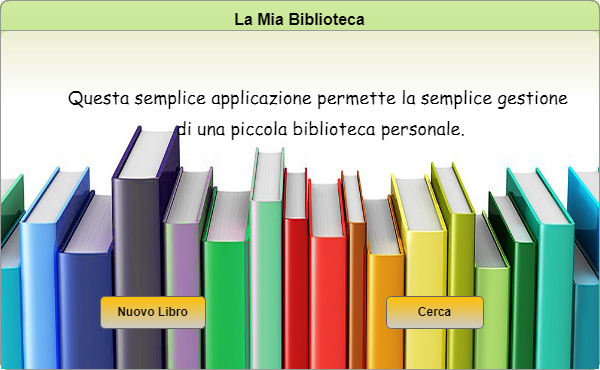 La Mia Biblioteca
Questa semplice applicazione permette la semplice gestione
di una piccola biblioteca personale.
Nuovo Libro
Cerca